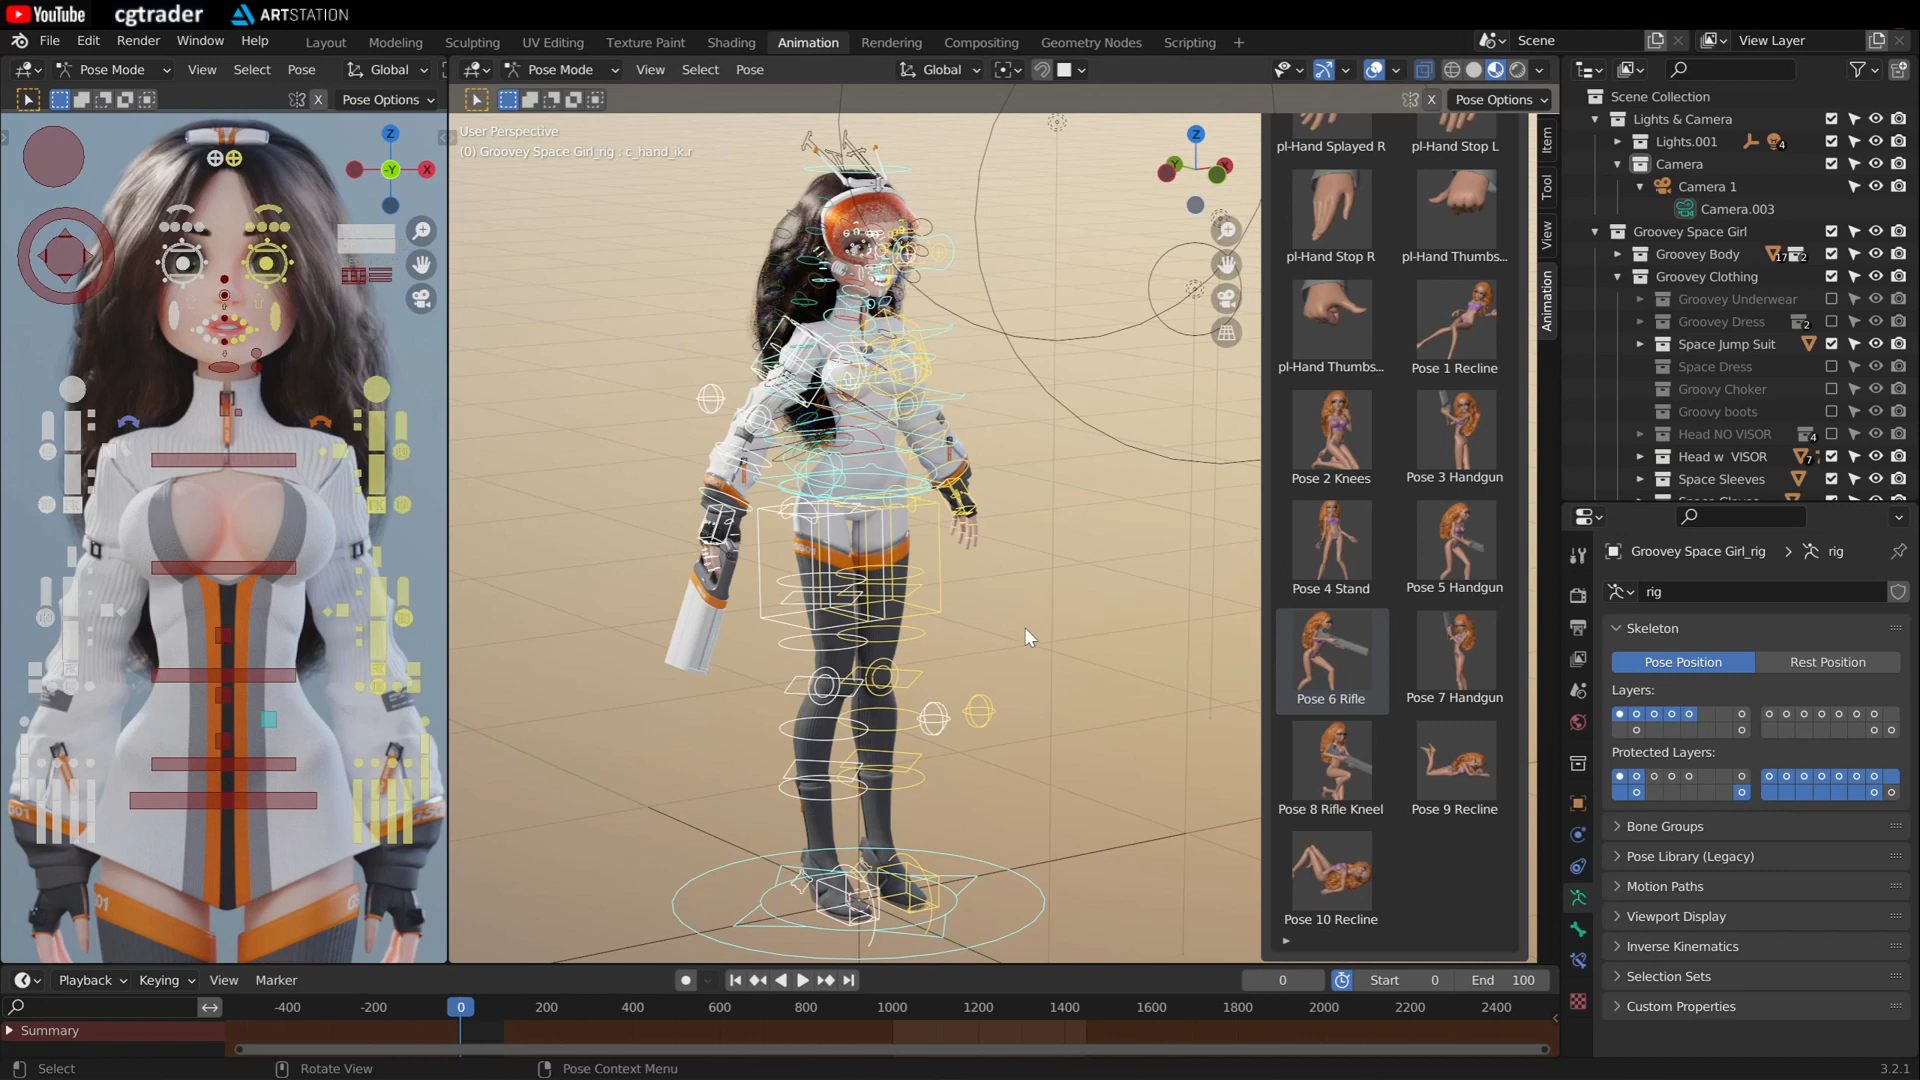 YouTube cgtrader ARTSTATION
File Edit Render Window Help Layout Modeling Sculpting UV Editing Texture Paint Shading Animation Rendering Compositing Geometry Nodes Scripting + Scene View Layer
Pose Mode View Select Pose Global Pose Mode View Select Pose Global
X Pose Options X Pose Options
User Perspective
(0) Groovey Space Girl_rig : c_hand_ik.r
Z
-Y X
Z
G01
GS
Item
Tool
View
Animation
pl-Hand Splayed R pl-Hand Stop L
pl-Hand Stop R pl-Hand Thumbs...
pl-Hand Thumbs... Pose 1 Recline
Pose 2 Knees Pose 3 Handgun
Pose 4 Stand Pose 5 Handgun
Pose 6 Rifle Pose 7 Handgun
Pose 8 Rifle Kneel Pose 9 Recline
Pose 10 Recline
Scene Collection
Lights & Camera
Lights.001 4
Camera
Camera 1
Camera.003
Groovey Space Girl
Groovey Body 17 2
Groovey Clothing
Groovey Underwear
Groovey Dress 2
Space Jump Suit
Space Dress
Groovy Choker
Groovy boots
Head NO VISOR 4
Head w VISOR 7
Space Sleeves
Space Gloves
Groovey Space Girl_rig > rig
rig
Skeleton
Pose Position Rest Position
Layers:
Protected Layers:
Bone Groups
Pose Library (Legacy)
Motion Paths
Viewport Display
Inverse Kinematics
Selection Sets
Custom Properties
Playback Keying View Marker 0 Start 0 End 100
-400 -200 0 200 400 600 800 1000 1200 1400 1600 1800 2000 2200 2400
Summary
Select Rotate View Pose Context Menu 3.2.1